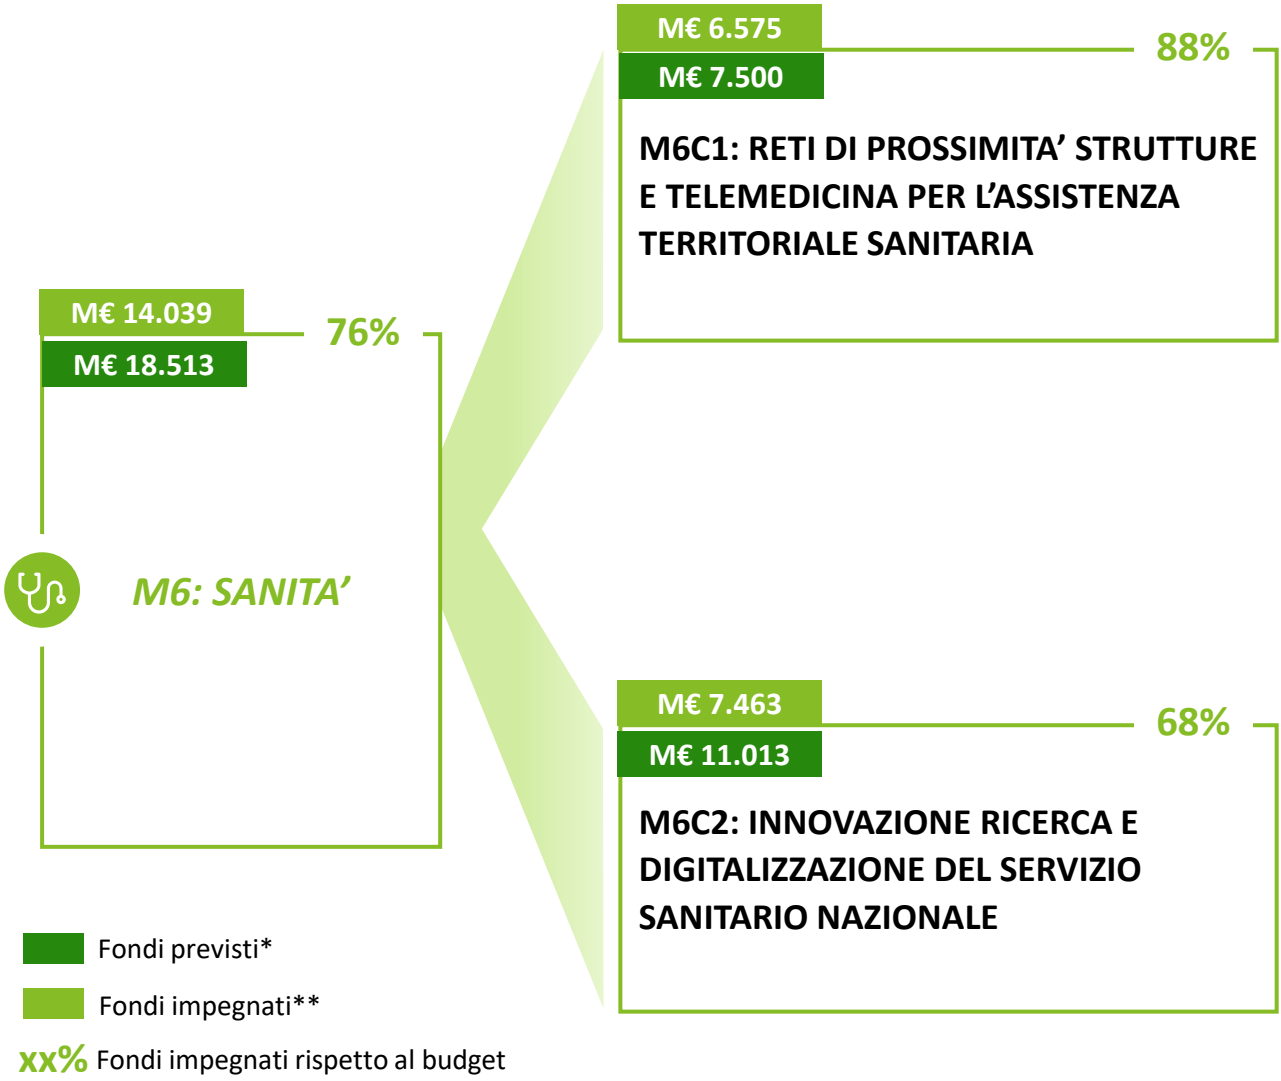 M€ 14.039
76%
M€ 18.513
M6: SANITA’
M€ 6.575
88%
M€ 7.500
M6C1: RETI DI PROSSIMITA’ STRUTTURE
E TELEMEDICINA PER L’ASSISTENZA
TERRITORIALE SANITARIA
M€ 7.463
68%
M€ 11.013
M6C2: INNOVAZIONE RICERCA E
DIGITALIZZAZIONE DEL SERVIZIO
SANITARIO NAZIONALE
Fondi previsti*
Fondi impegnati**
xx% Fondi impegnati rispetto al budget